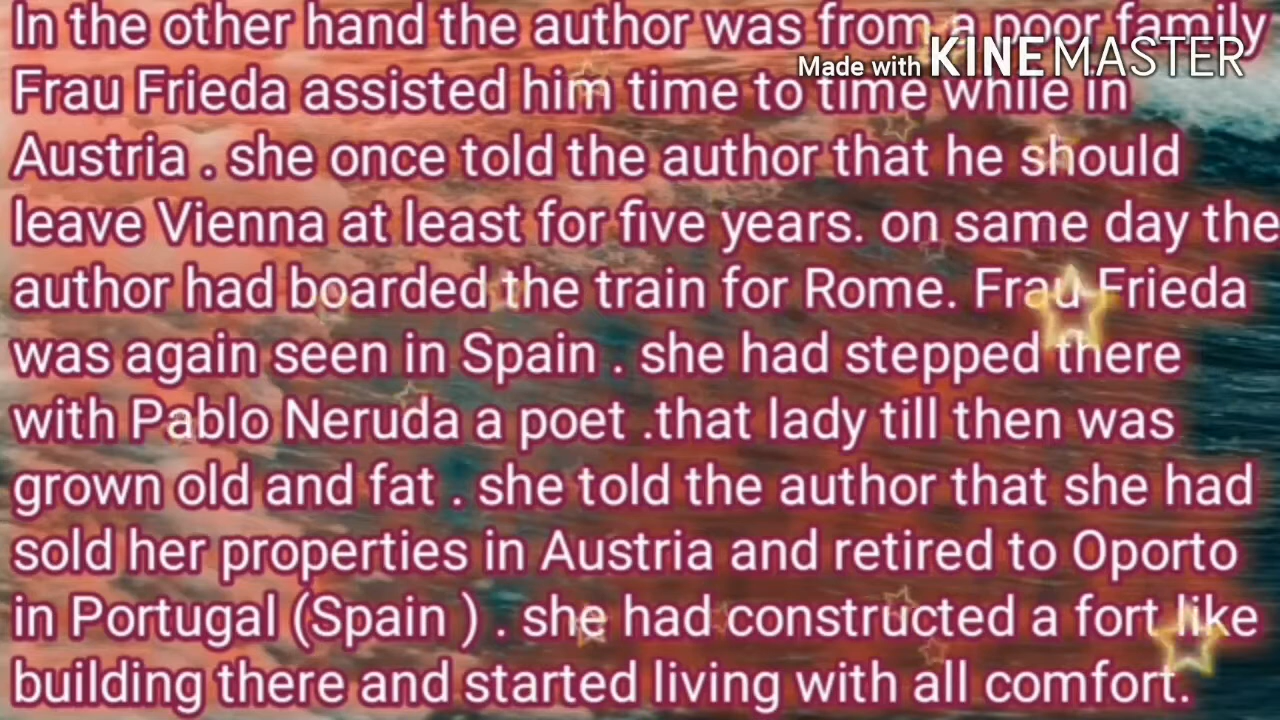 In the other hand the author was from a poor family
Made with KINEMASTER
Frau Frieda assisted him time to time while in
Austria . she once told the author that he should
leave Vienna at least for five years. on same day the
author had boarded the train for Rome. Frau Frieda
was again seen in Spain . she had stepped there
with Pablo Neruda a poet .that lady till then was
grown old and fat . she told the author that she had
sold her properties in Austria and retired to Oporto
in Portugal (Spain ) . she had constructed a fort like
building there and started living with all comfort.